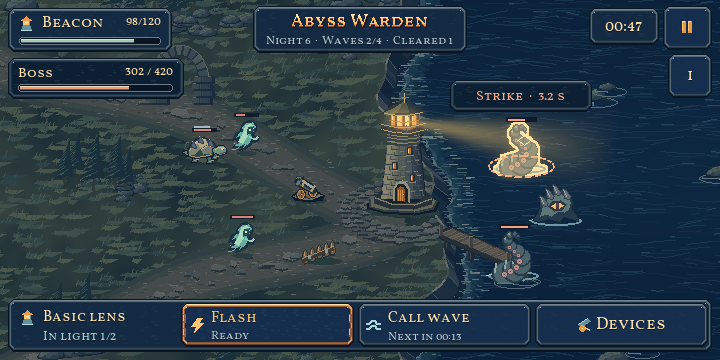 Beacon 98/120
Abyss Warden
Night 6 · Waves 2/4 · Cleared 1
00:47
Boss 302 / 420
I
Strike · 3.2 s
Basic lens
In light 1/2
Flash
Ready
Call wave
Next in 00:13
Devices